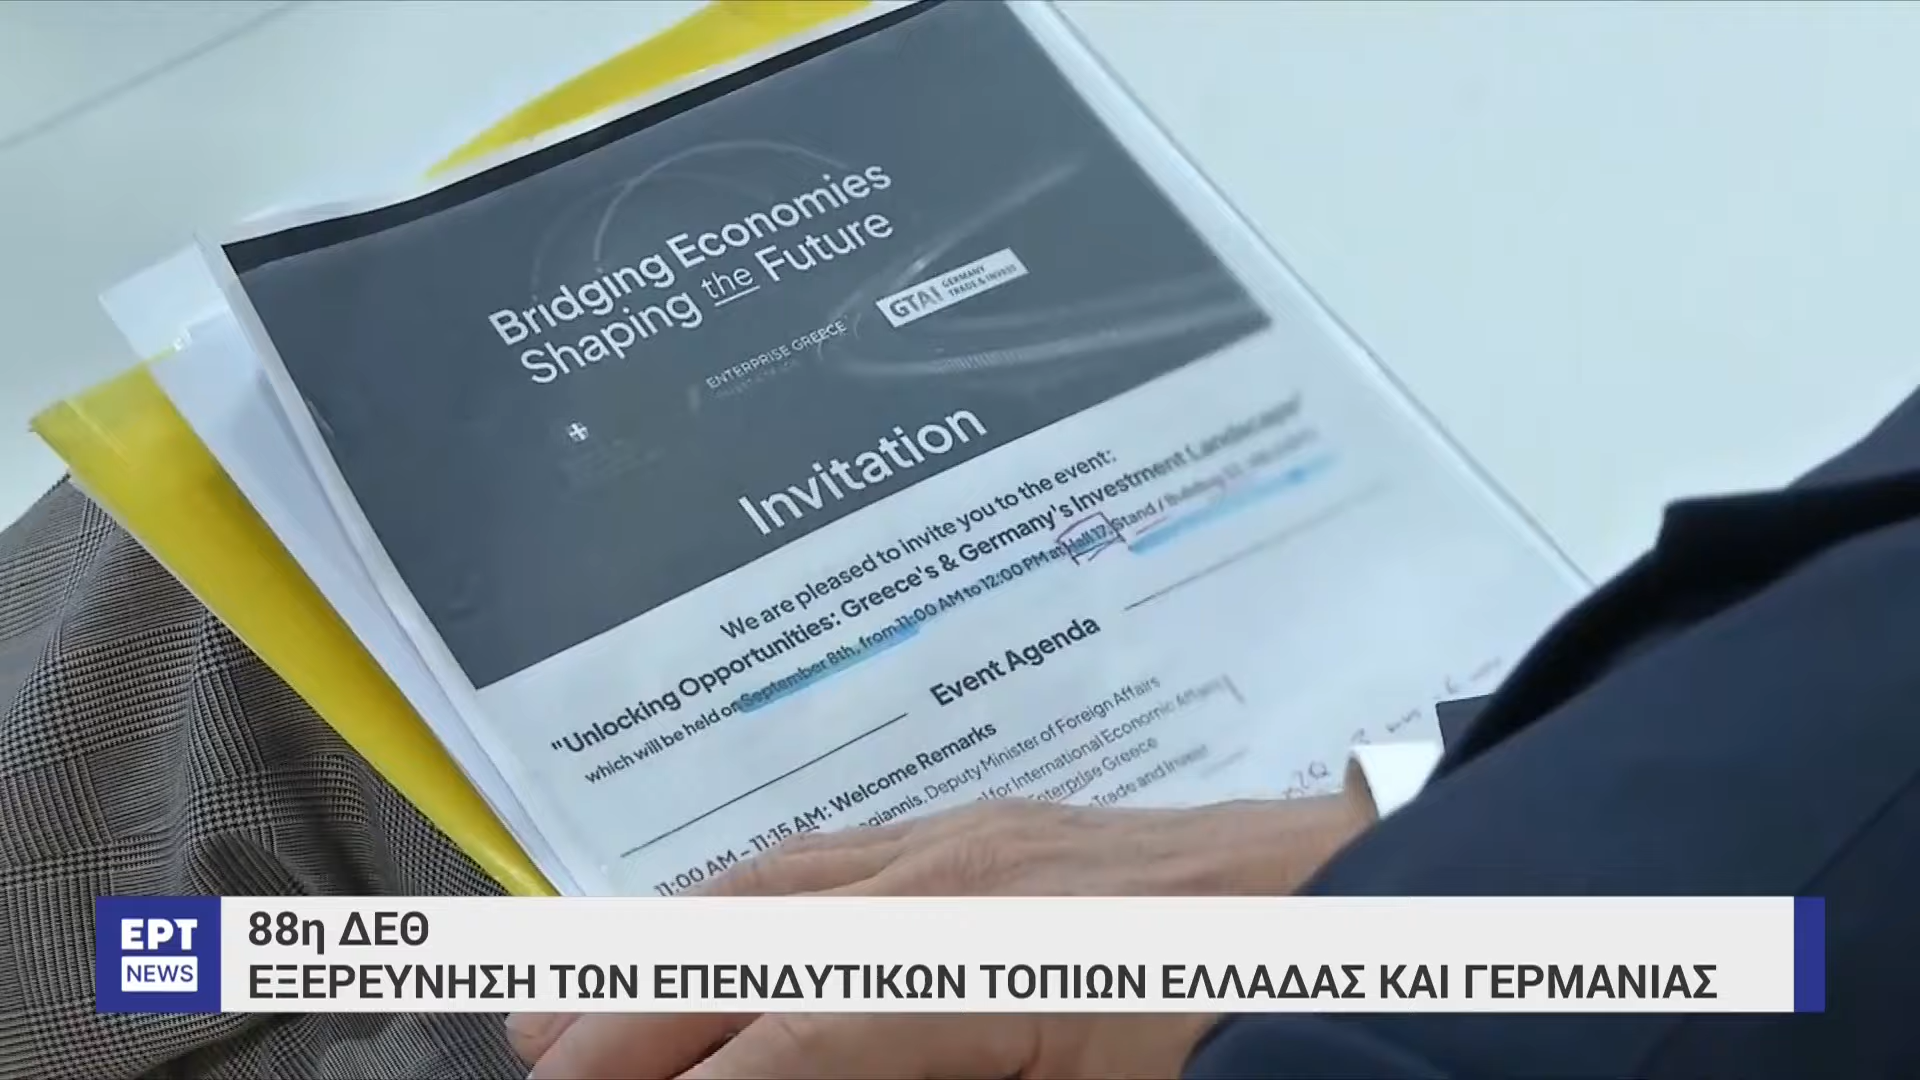 Bridging Economies
Shaping the Future
ENTERPRISE GREECE
GTAI GERMANY
TRADE & INVEST
Invitation
We are pleased to invite you to the event:
"Unlocking Opportunities: Greece's & Germany's Investment Landscape"
which will be held on September 8th, from 11:00 AM to 12:00 PM at Hall 17, Stand / Building
Event Agenda
11:00 AM – 11:15 AM: Welcome Remarks
Deputy Minister of Foreign Affairs
for International Economic Affairs
Enterprise Greece
Trade and Invest
ΕΡΤ
NEWS
88η ΔΕΘ
ΕΞΕΡΕΥΝΗΣΗ ΤΩΝ ΕΠΕΝΔΥΤΙΚΩΝ ΤΟΠΙΩΝ ΕΛΛΑΔΑΣ ΚΑΙ ΓΕΡΜΑΝΙΑΣ